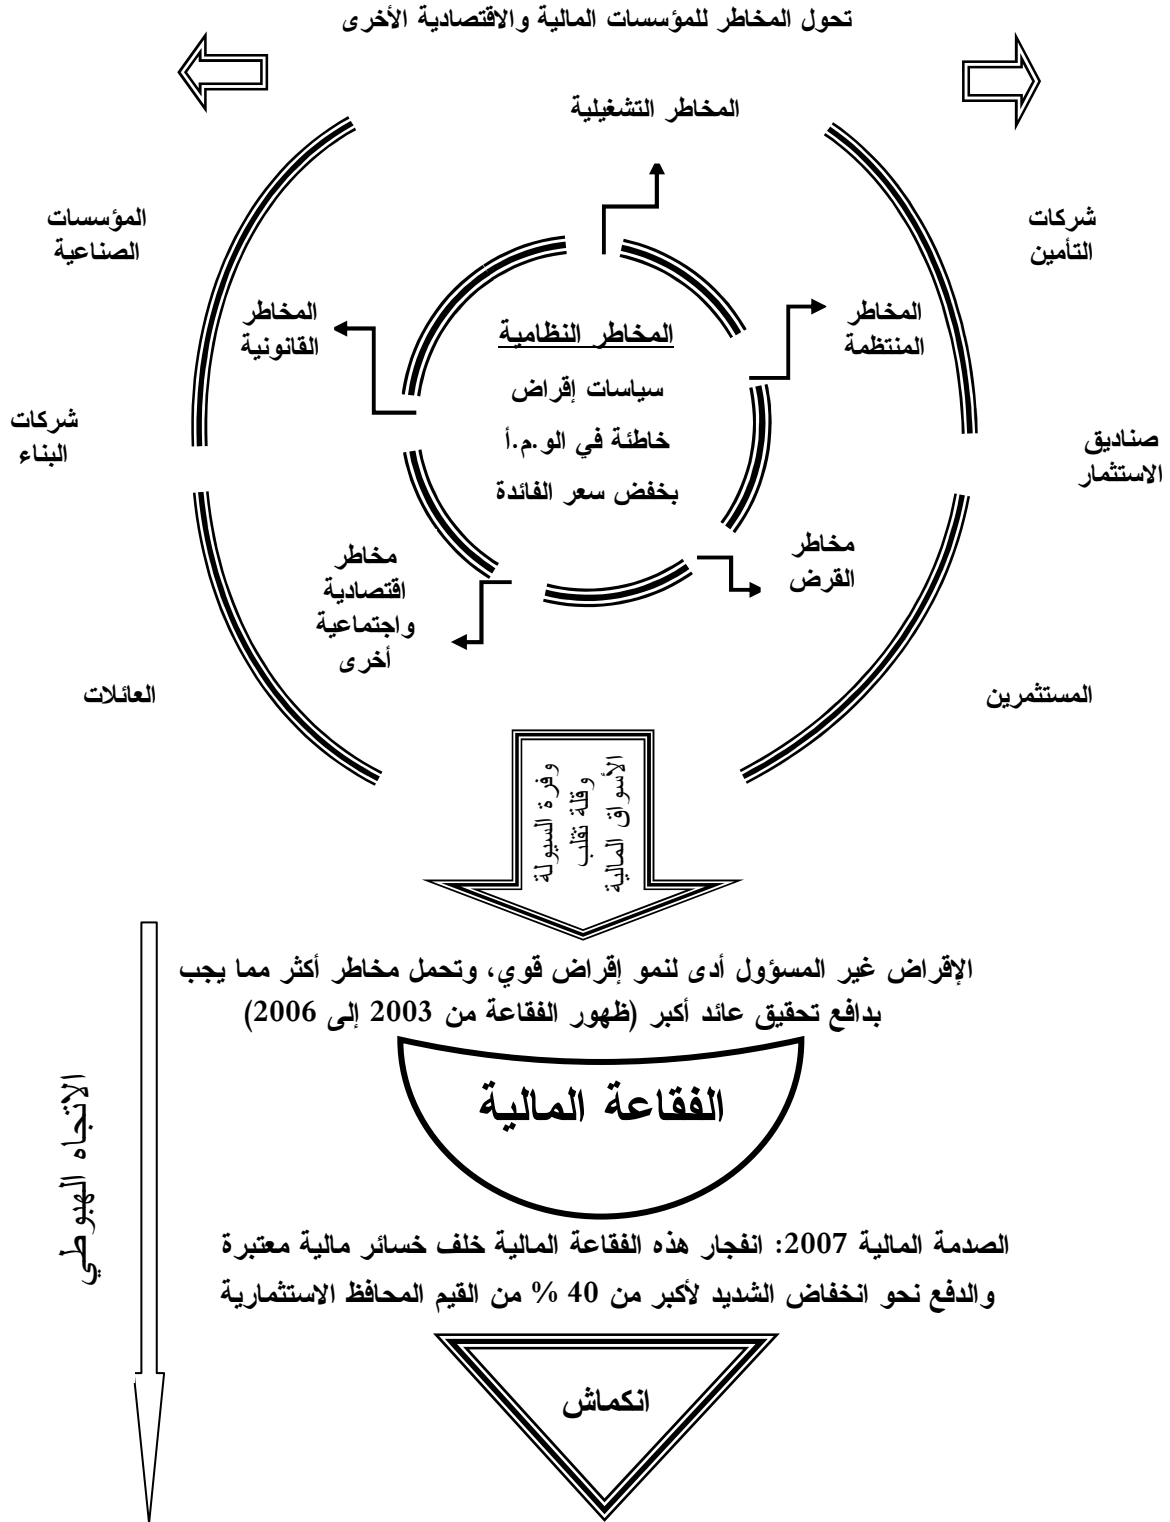 تحول المخاطر للمؤسسات المالية والاقتصادية الأخرى
المخاطر التشغيلية
شركات
التأمين
المؤسسات
الصناعية
المخاطر
المنتظمة
المخاطر النظامية
سياسات إقراض
خاطئة في الو.م.أ
بخفض سعر الفائدة
المخاطر
القانونية
صناديق
الاستثمار
شركات
البناء
مخاطر
القرض
مخاطر
اقتصادية
واجتماعية
أخرى
المستثمرين
العائلات
وفرة السيولة
وقلة تقلب
الأسواق المالية
الإقراض غير المسؤول أدى لنمو إقراض قوي، وتحمل مخاطر أكثر مما يجب
بدافع تحقيق عائد أكبر (ظهور الفقاعة من 2003 إلى 2006)
الفقاعة المالية
الاتجاه الهبوطي
الصدمة المالية 2007: انفجار هذه الفقاعة المالية خلف خسائر مالية معتبرة
والدفع نحو انخفاض الشديد لأكبر من 40 % من القيم المحافظ الاستثمارية
انكماش